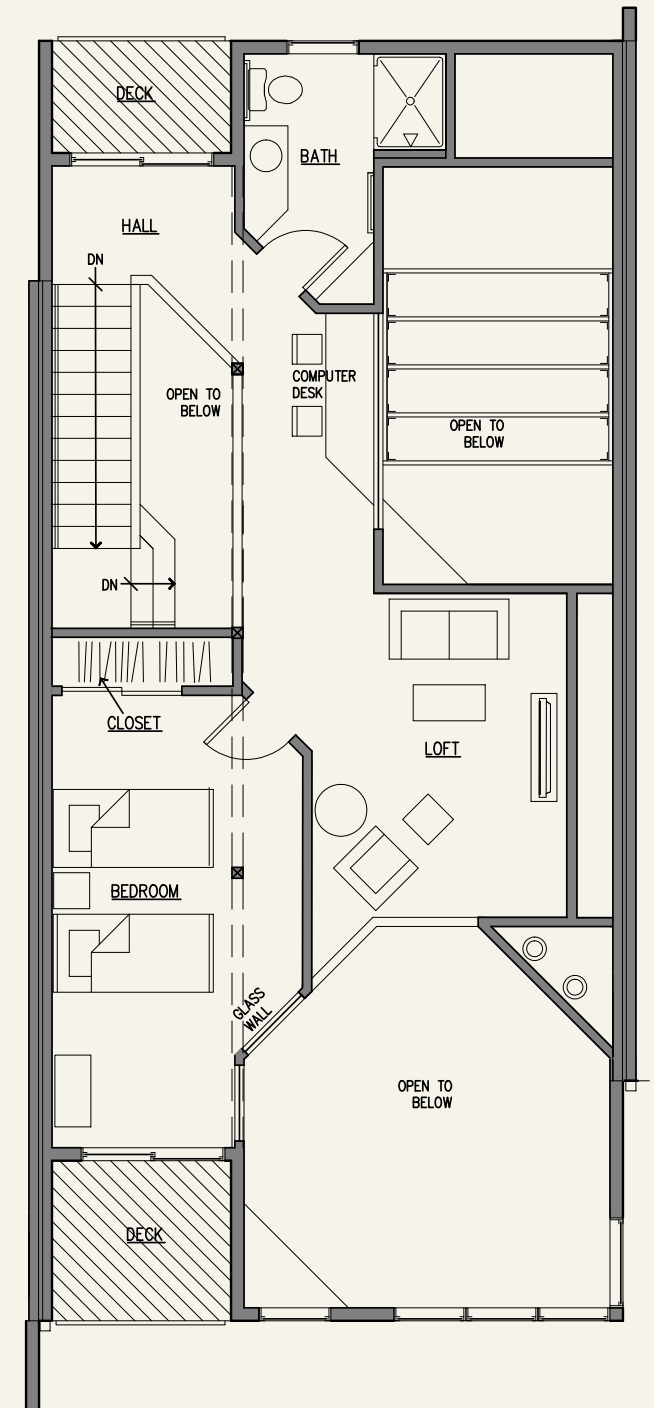 DECK
BATH
HALL
DN
COMPUTER
DESK
OPEN TO
BELOW
OPEN TO
BELOW
DN
CLOSET
LOFT
BEDROOM
GLASS
WALL
OPEN TO
BELOW
DECK